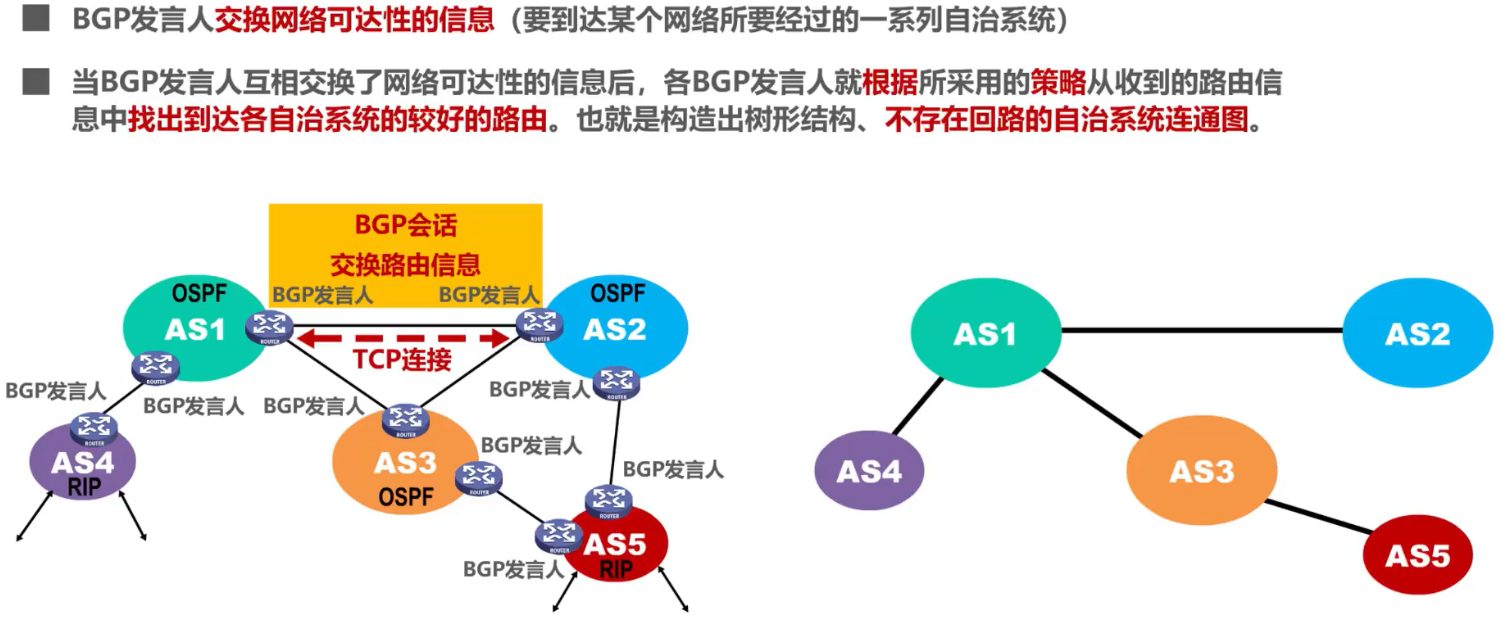 BGP发言人交换网络可达性的信息（要到达某个网络所要经过的一系列自治系统）
当BGP发言人互相交换了网络可达性的信息后，各BGP发言人就根据所采用的策略从收到的路由信
息中找出到达各自治系统的较好的路由。也就是构造出树形结构、不存在回路的自治系统连通图。
BGP会话
交换路由信息
BGP发言人
BGP发言人
OSPF
AS1
ROUTER
ROUTER
OSPF
AS2
ROUTER
ROUTER
TCP连接
BGP发言人
BGP发言人
BGP发言人
BGP发言人
ROUTER
AS4
RIP
ROUTER
AS3
OSPF
ROUTER
BGP发言人
BGP发言人
ROUTER
ROUTER
AS5
RIP
BGP发言人
AS1
AS2
AS4
AS3
AS5